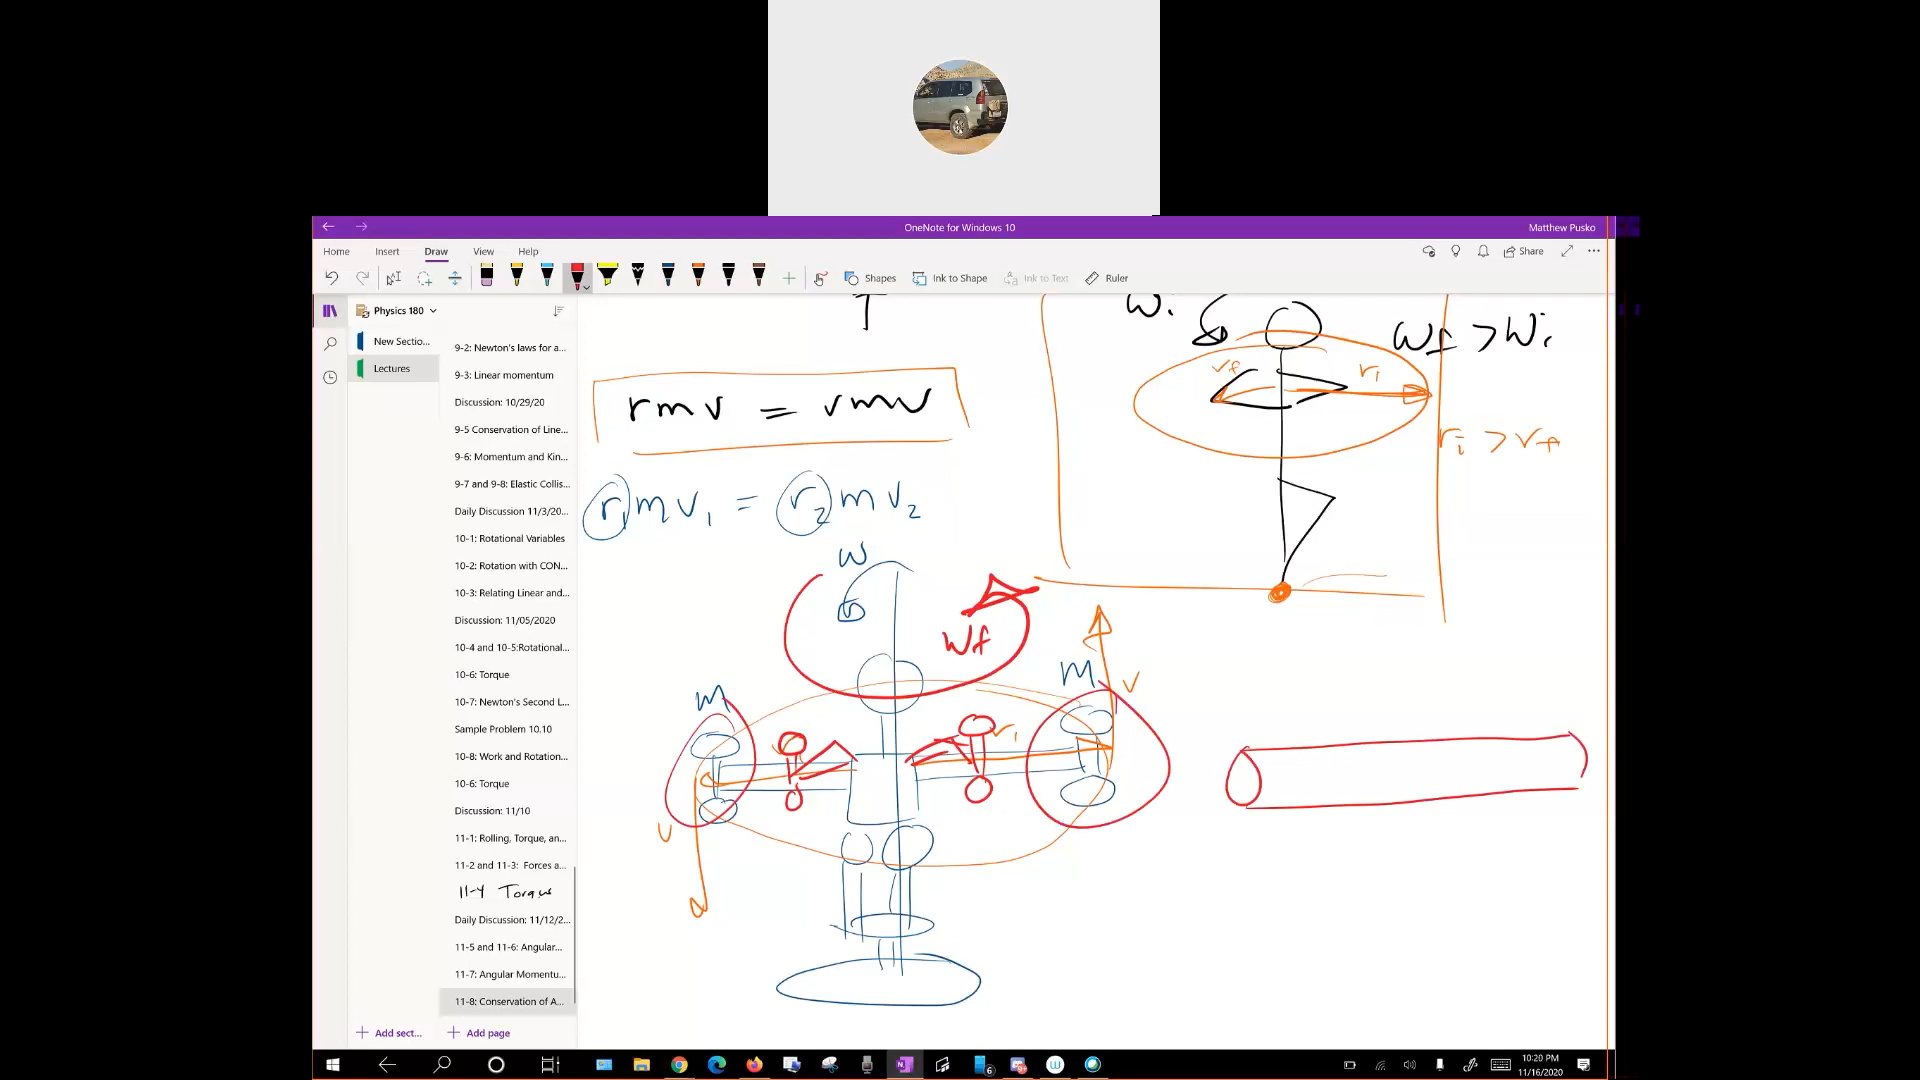 OneNote for Windows 10
Matthew Pusko
Home
Insert
Draw
View
Help
Share
Shapes
Ink to Shape
Ink to Text
Ruler
Physics 180
New Sectio...
Lectures
9-2: Newton's laws for a...
9-3: Linear momentum
Discussion: 10/29/20
9-5 Conservation of Line...
9-6: Momentum and Kin...
9-7 and 9-8: Elastic Collis...
Daily Discussion 11/3/20...
10-1: Rotational Variables
10-2: Rotation with CON...
10-3: Relating Linear and...
Discussion: 11/05/2020
10-4 and 10-5:Rotational...
10-6: Torque
10-7: Newton's Second L...
Sample Problem 10.10
10-8: Work and Rotation...
10-6: Torque
Discussion: 11/10
11-1: Rolling, Torque, an...
11-2 and 11-3: Forces a...
11-4 Torque
Daily Discussion: 11/12/2...
11-5 and 11-6: Angular...
11-7: Angular Momentu...
11-8: Conservation of A...
Add sect...
Add page
I
rmv = rmv
r₁mv₁ = r₂mv₂
ω
ωf
m
m
v
v
r₁
ωi
ωf > ωi
rf
ri
ri > rf
6
10:20 PM
11/16/2020